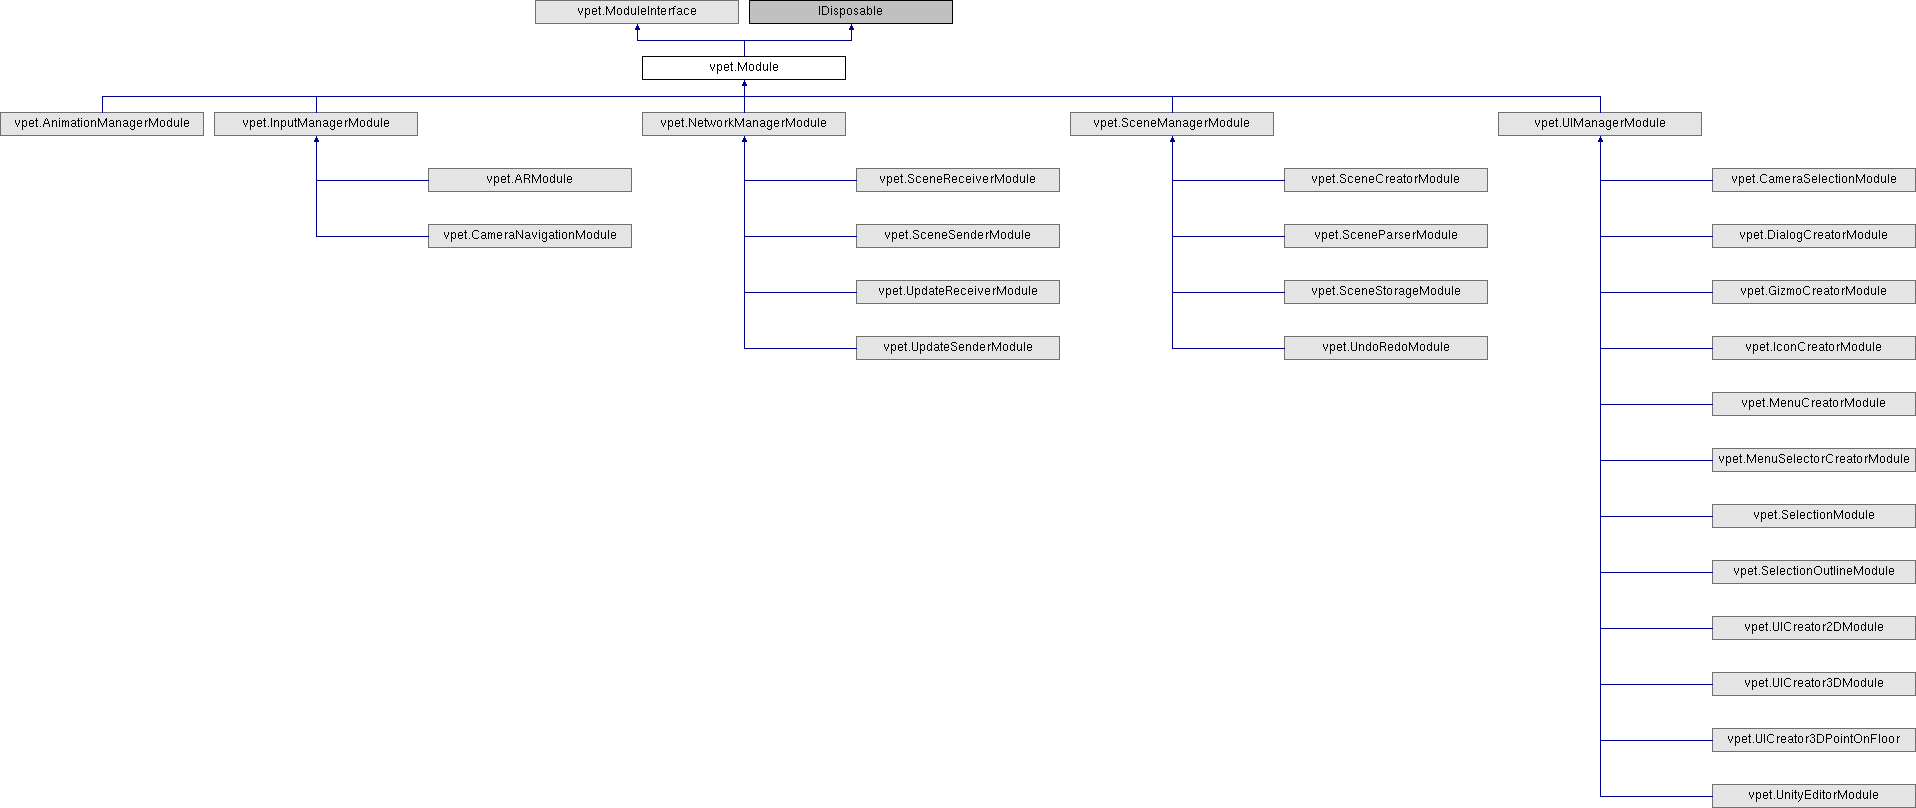 vpet.ModuleInterface
IDisposable
vpet.Module
vpet.AnimationManagerModule
vpet.InputManagerModule
vpet.NetworkManagerModule
vpet.SceneManagerModule
vpet.UIManagerModule
vpet.ARModule
vpet.SceneReceiverModule
vpet.SceneCreatorModule
vpet.CameraSelectionModule
vpet.CameraNavigationModule
vpet.SceneSenderModule
vpet.SceneParserModule
vpet.DialogCreatorModule
vpet.UpdateReceiverModule
vpet.SceneStorageModule
vpet.GizmoCreatorModule
vpet.UpdateSenderModule
vpet.UndoRedoModule
vpet.IconCreatorModule
vpet.MenuCreatorModule
vpet.MenuSelectorCreatorModule
vpet.SelectionModule
vpet.SelectionOutlineModule
vpet.UICreator2DModule
vpet.UICreator3DModule
vpet.UICreator3DPointOnFloor
vpet.UnityEditorModule